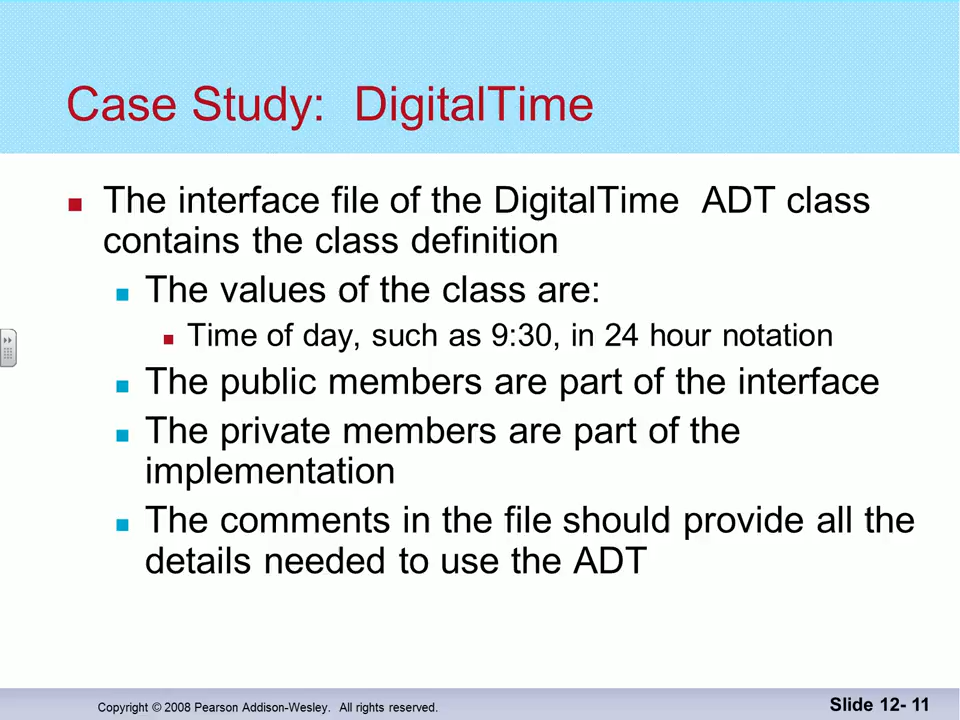 Case Study:  DigitalTime
The interface file of the DigitalTime  ADT class
contains the class definition
The values of the class are:
Time of day, such as 9:30, in 24 hour notation
The public members are part of the interface
The private members are part of the
implementation
The comments in the file should provide all the
details needed to use the ADT
Copyright © 2008 Pearson Addison-Wesley.  All rights reserved.
Slide 12- 11